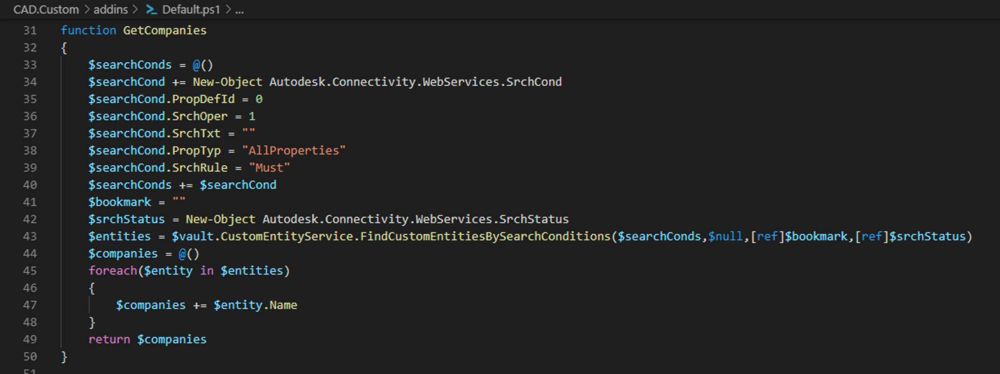 CAD.Custom > addins > Default.ps1 > ...
31 function GetCompanies
32 {
33 $searchConds = @()
34 $searchCond += New-Object Autodesk.Connectivity.WebServices.SrchCond
35 $searchCond.PropDefId = 0
36 $searchCond.SrchOper = 1
37 $searchCond.SrchTxt = ""
38 $searchCond.PropTyp = "AllProperties"
39 $searchCond.SrchRule = "Must"
40 $searchConds += $searchCond
41 $bookmark = ""
42 $srchStatus = New-Object Autodesk.Connectivity.WebServices.SrchStatus
43 $entities = $vault.CustomEntityService.FindCustomEntitiesBySearchConditions($searchConds,$null,[ref]$bookmark,[ref]$srchStatus)
44 $companies = @()
45 foreach($entity in $entities)
46 {
47 $companies += $entity.Name
48 }
49 return $companies
50 }
51